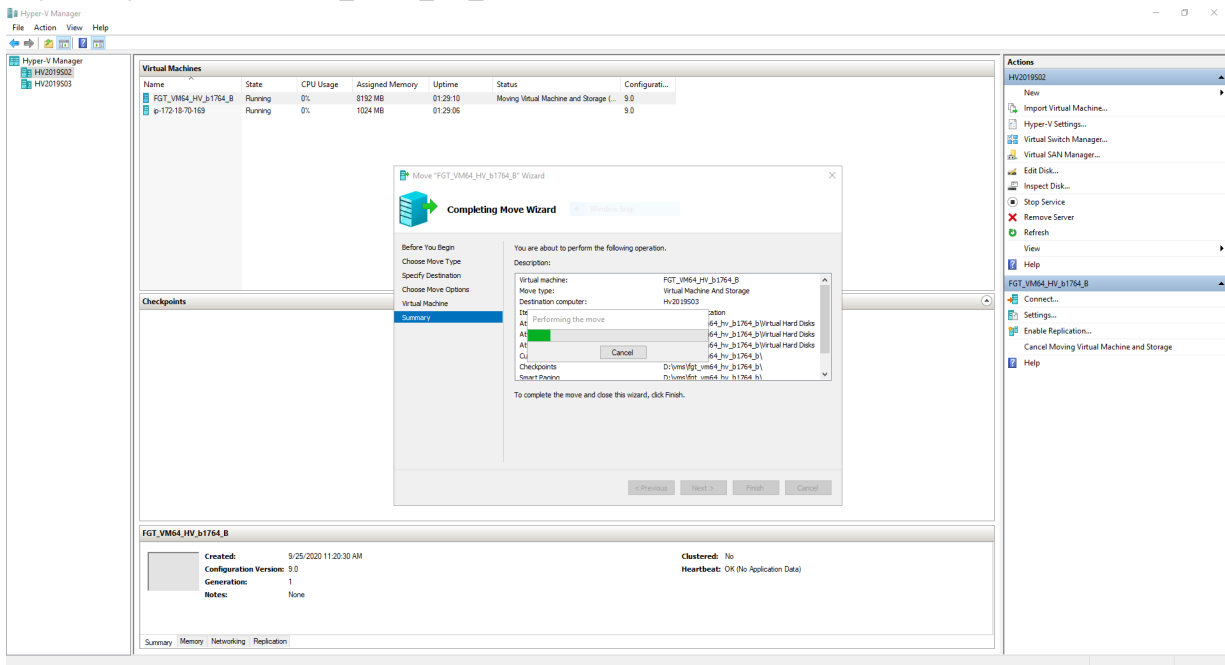 Hyper-V Manager
File Action View Help
Hyper-V Manager
HV2019S02
HV2019S03
Virtual Machines
Name State CPU Usage Assigned Memory Uptime Status Configurati...
FGT_VM64_HV_b1764_B Running 0% 8192 MB 01:29:10 Moving Virtual Machine and Storage (... 9.0
ip-172-18-70-169 Running 0% 1024 MB 01:29:06 9.0
Move "FGT_VM64_HV_b1764_B" Wizard
Completing Move Wizard
Before You Begin
Choose Move Type
Specify Destination
Choose Move Options
Virtual Machine
Summary
You are about to perform the following operation.
Description:
Virtual machine: FGT_VM64_HV_b1764_B
Move type: Virtual Machine And Storage
Destination computer: Hv2019S03
Ite cation
At 64_hv_b1764_b\Virtual Hard Disks
At 64_hv_b1764_b\Virtual Hard Disks
At 64_hv_b1764_b\Virtual Hard Disks
Cu 64_hv_b1764_b\
Checkpoints D:\vms\fgt_vm64_hv_b1764_b\
Smart Paging D:\vms\fgt_vm64_hv_b1764_b\
Performing the move
Cancel
To complete the move and close this wizard, click Finish.
< Previous Next > Finish Cancel
Checkpoints
FGT_VM64_HV_b1764_B
Created: 9/25/2020 11:20:30 AM
Configuration Version: 9.0
Generation: 1
Notes: None
Clustered: No
Heartbeat: OK (No Application Data)
Summary Memory Networking Replication
Actions
HV2019S02
New
Import Virtual Machine...
Hyper-V Settings...
Virtual Switch Manager...
Virtual SAN Manager...
Edit Disk...
Inspect Disk...
Stop Service
Remove Server
Refresh
View
Help
FGT_VM64_HV_b1764_B
Connect...
Settings...
Enable Replication...
Cancel Moving Virtual Machine and Storage
Help